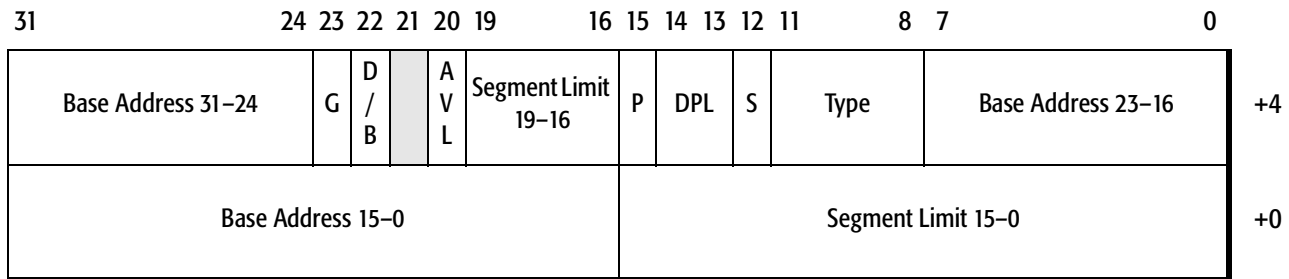 31 24 23 22 21 20 19 16 15 14 13 12 11 8 7 0
Base Address 31–24 G D/B AVL Segment Limit 19–16 P DPL S Type Base Address 23–16 +4
Base Address 15–0 Segment Limit 15–0 +0